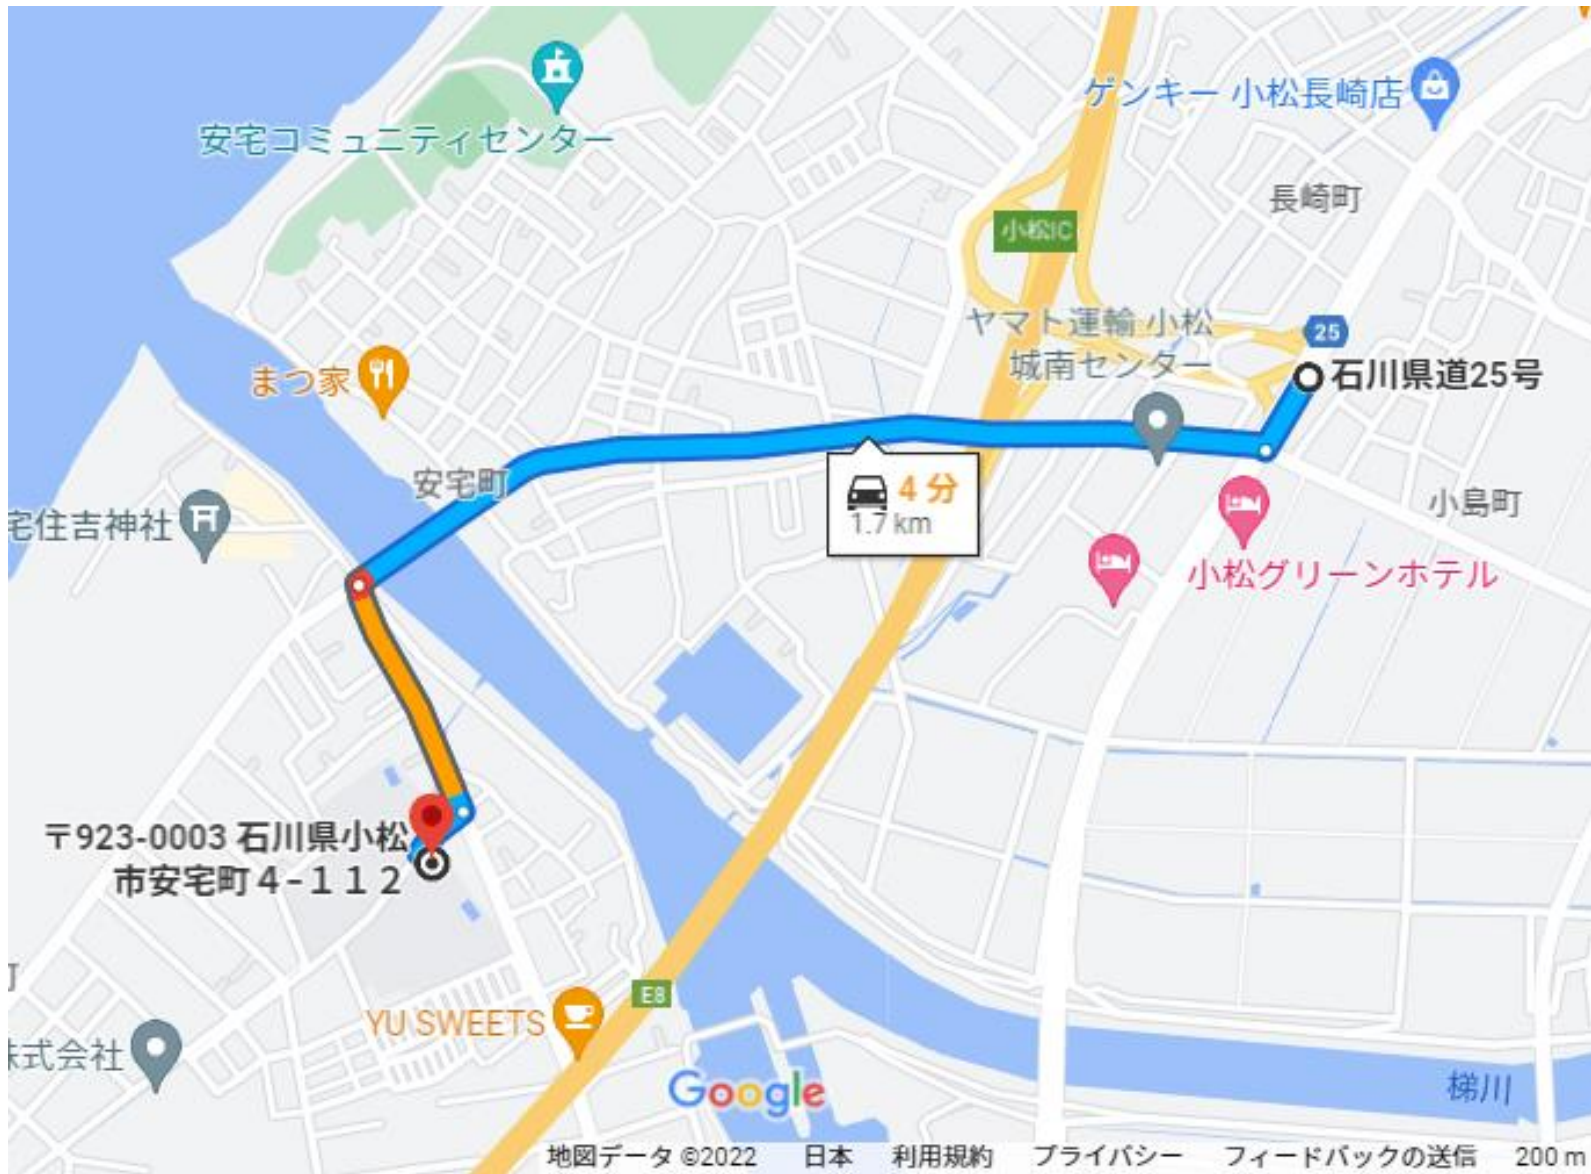 ゲンキー 小松長崎店
安宅コミュニティセンター
長崎町
小松IC
ヤマト運輸 小松
城南センター
25
石川県道25号
まつ家
安宅町
4 分
1.7 km
小島町
宅住吉神社
小松グリーンホテル
〒923-0003 石川県小松
市安宅町４−１１２
E8
YU SWEETS
株式会社
Google
梯川
地図データ ©2022 日本 利用規約 プライバシー フィードバックの送信 200 m